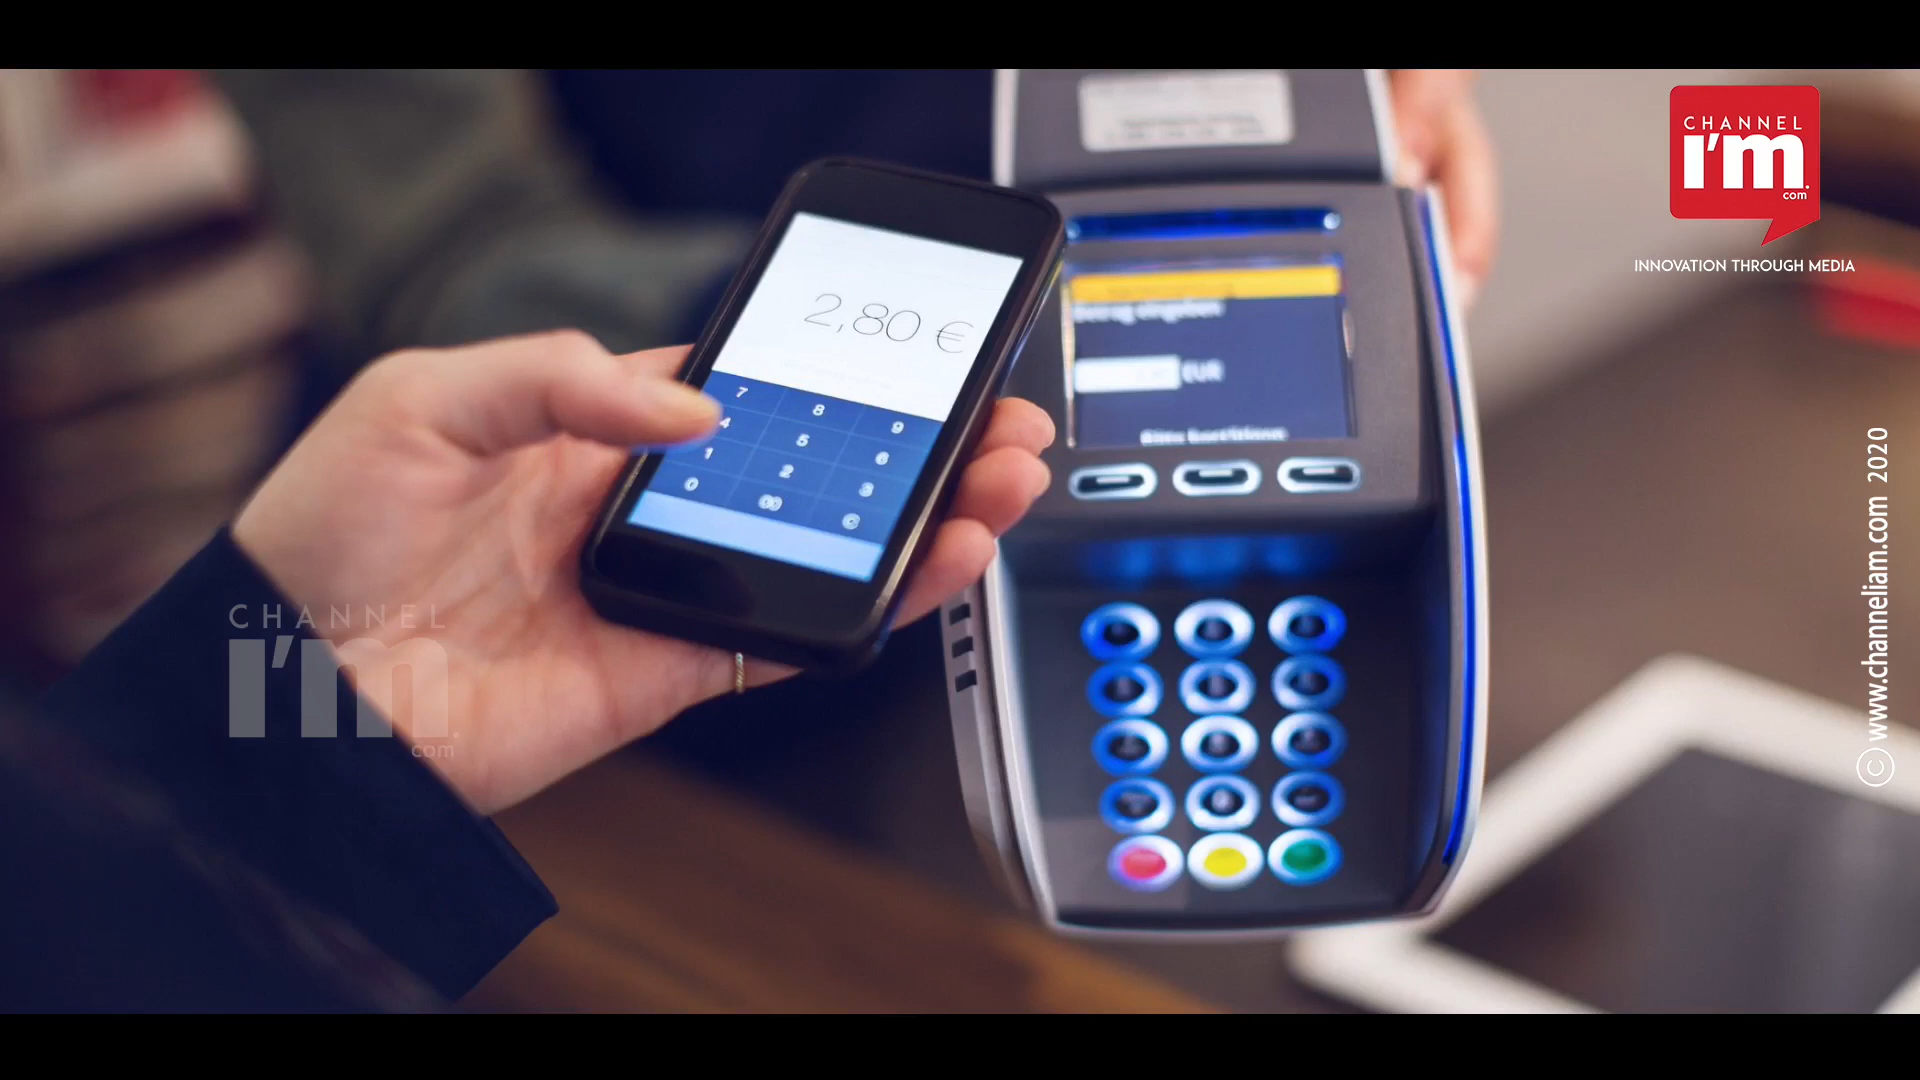 CHANNEL
I'm
.com
INNOVATION THROUGH MEDIA
2,80 €
7 8 9
4 5 6
1 2 3
0 00 C
EUR
CHANNEL
I'm
.com
© www.channeliam.com 2020